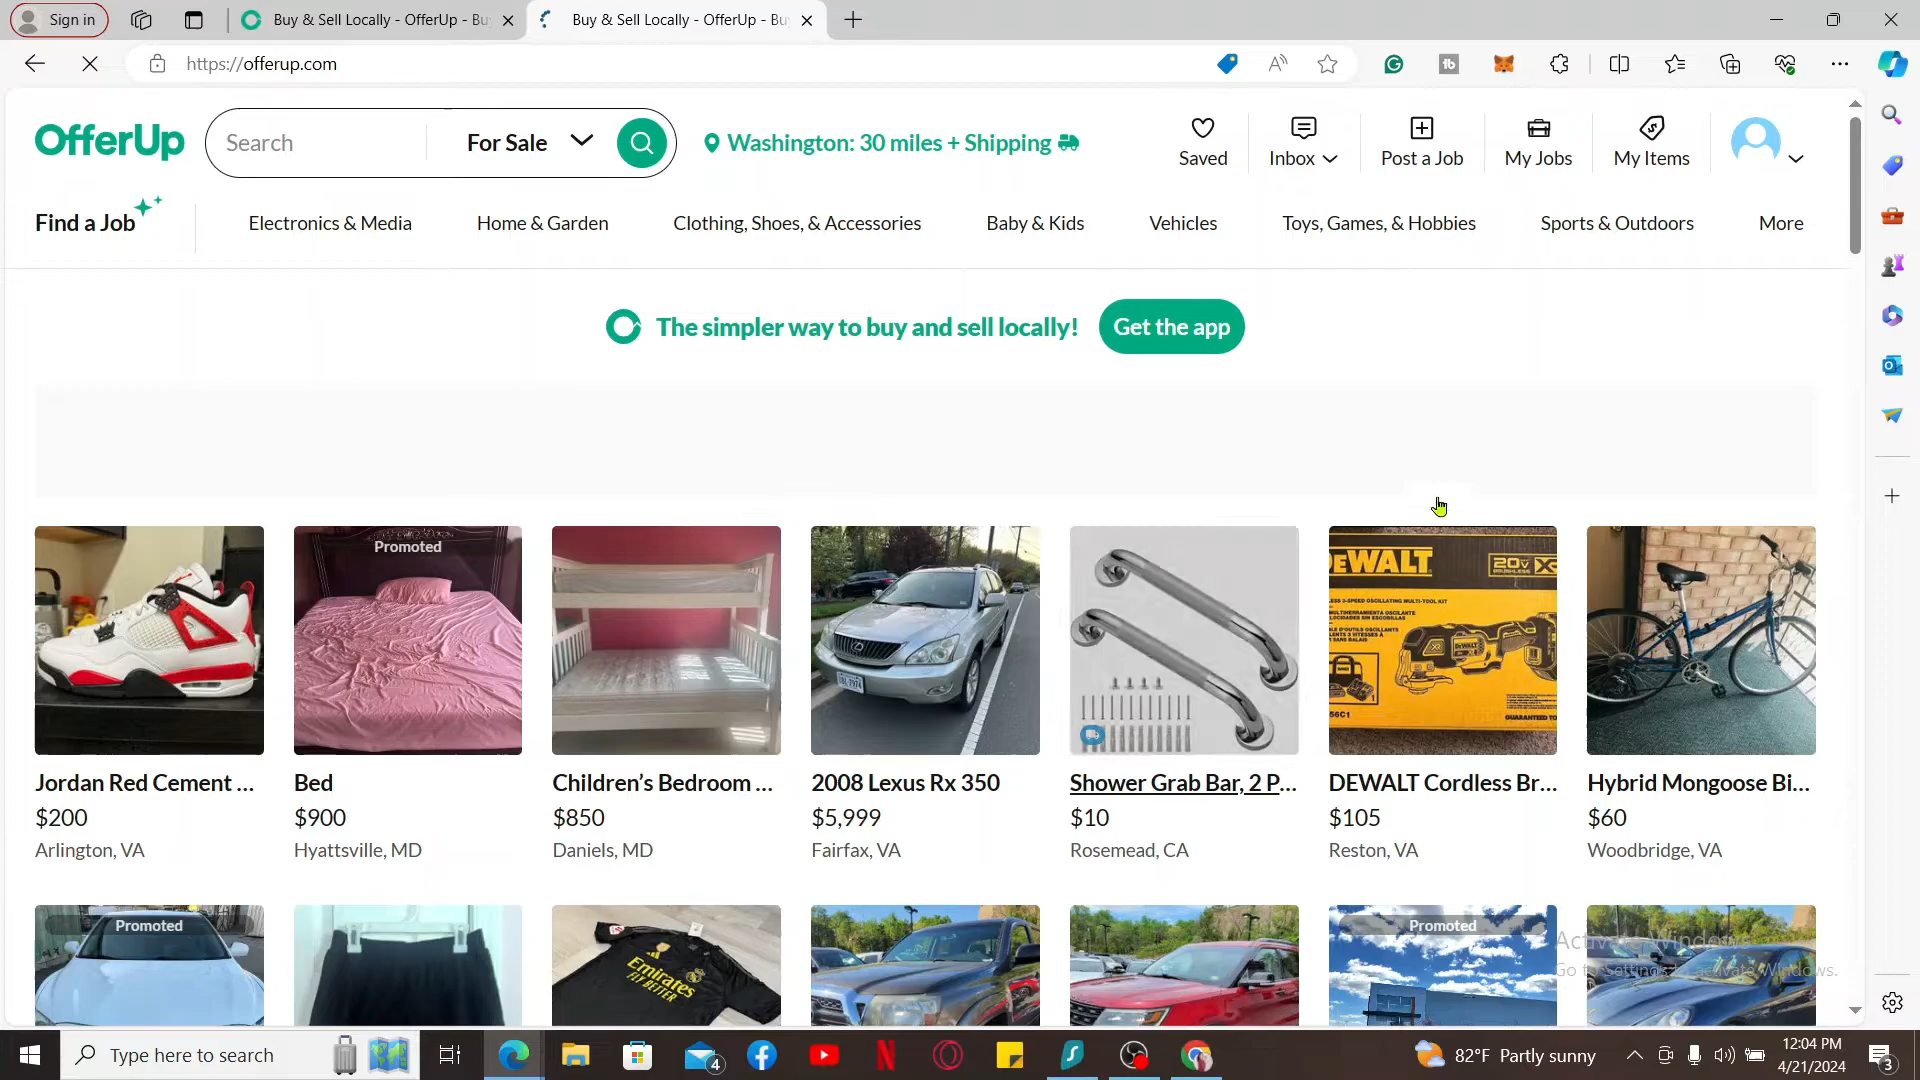 Sign in
Buy & Sell Locally - OfferUp - Bu
Buy & Sell Locally - OfferUp - Bu
https://offerup.com
OfferUp
Search
For Sale
Washington: 30 miles + Shipping
Saved
Inbox
Post a Job
My Jobs
My Items
Find a Job
Electronics & Media
Home & Garden
Clothing, Shoes, & Accessories
Baby & Kids
Vehicles
Toys, Games, & Hobbies
Sports & Outdoors
More
The simpler way to buy and sell locally!
Get the app
Promoted
DEWALT
20V
GUARANTEED TO
Jordan Red Cement ...
$200
Arlington, VA
Bed
$900
Hyattsville, MD
Children’s Bedroom ...
$850
Daniels, MD
2008 Lexus Rx 350
$5,999
Fairfax, VA
Shower Grab Bar, 2 P...
$10
Rosemead, CA
DEWALT Cordless Br...
$105
Reston, VA
Hybrid Mongoose Bi...
$60
Woodbridge, VA
Promoted
Emirates
FLY BETTER
Promoted
Activate Windows
Go to Settings to activate Windows.
Type here to search
4
82°F Partly sunny
12:04 PM
4/21/2024
3